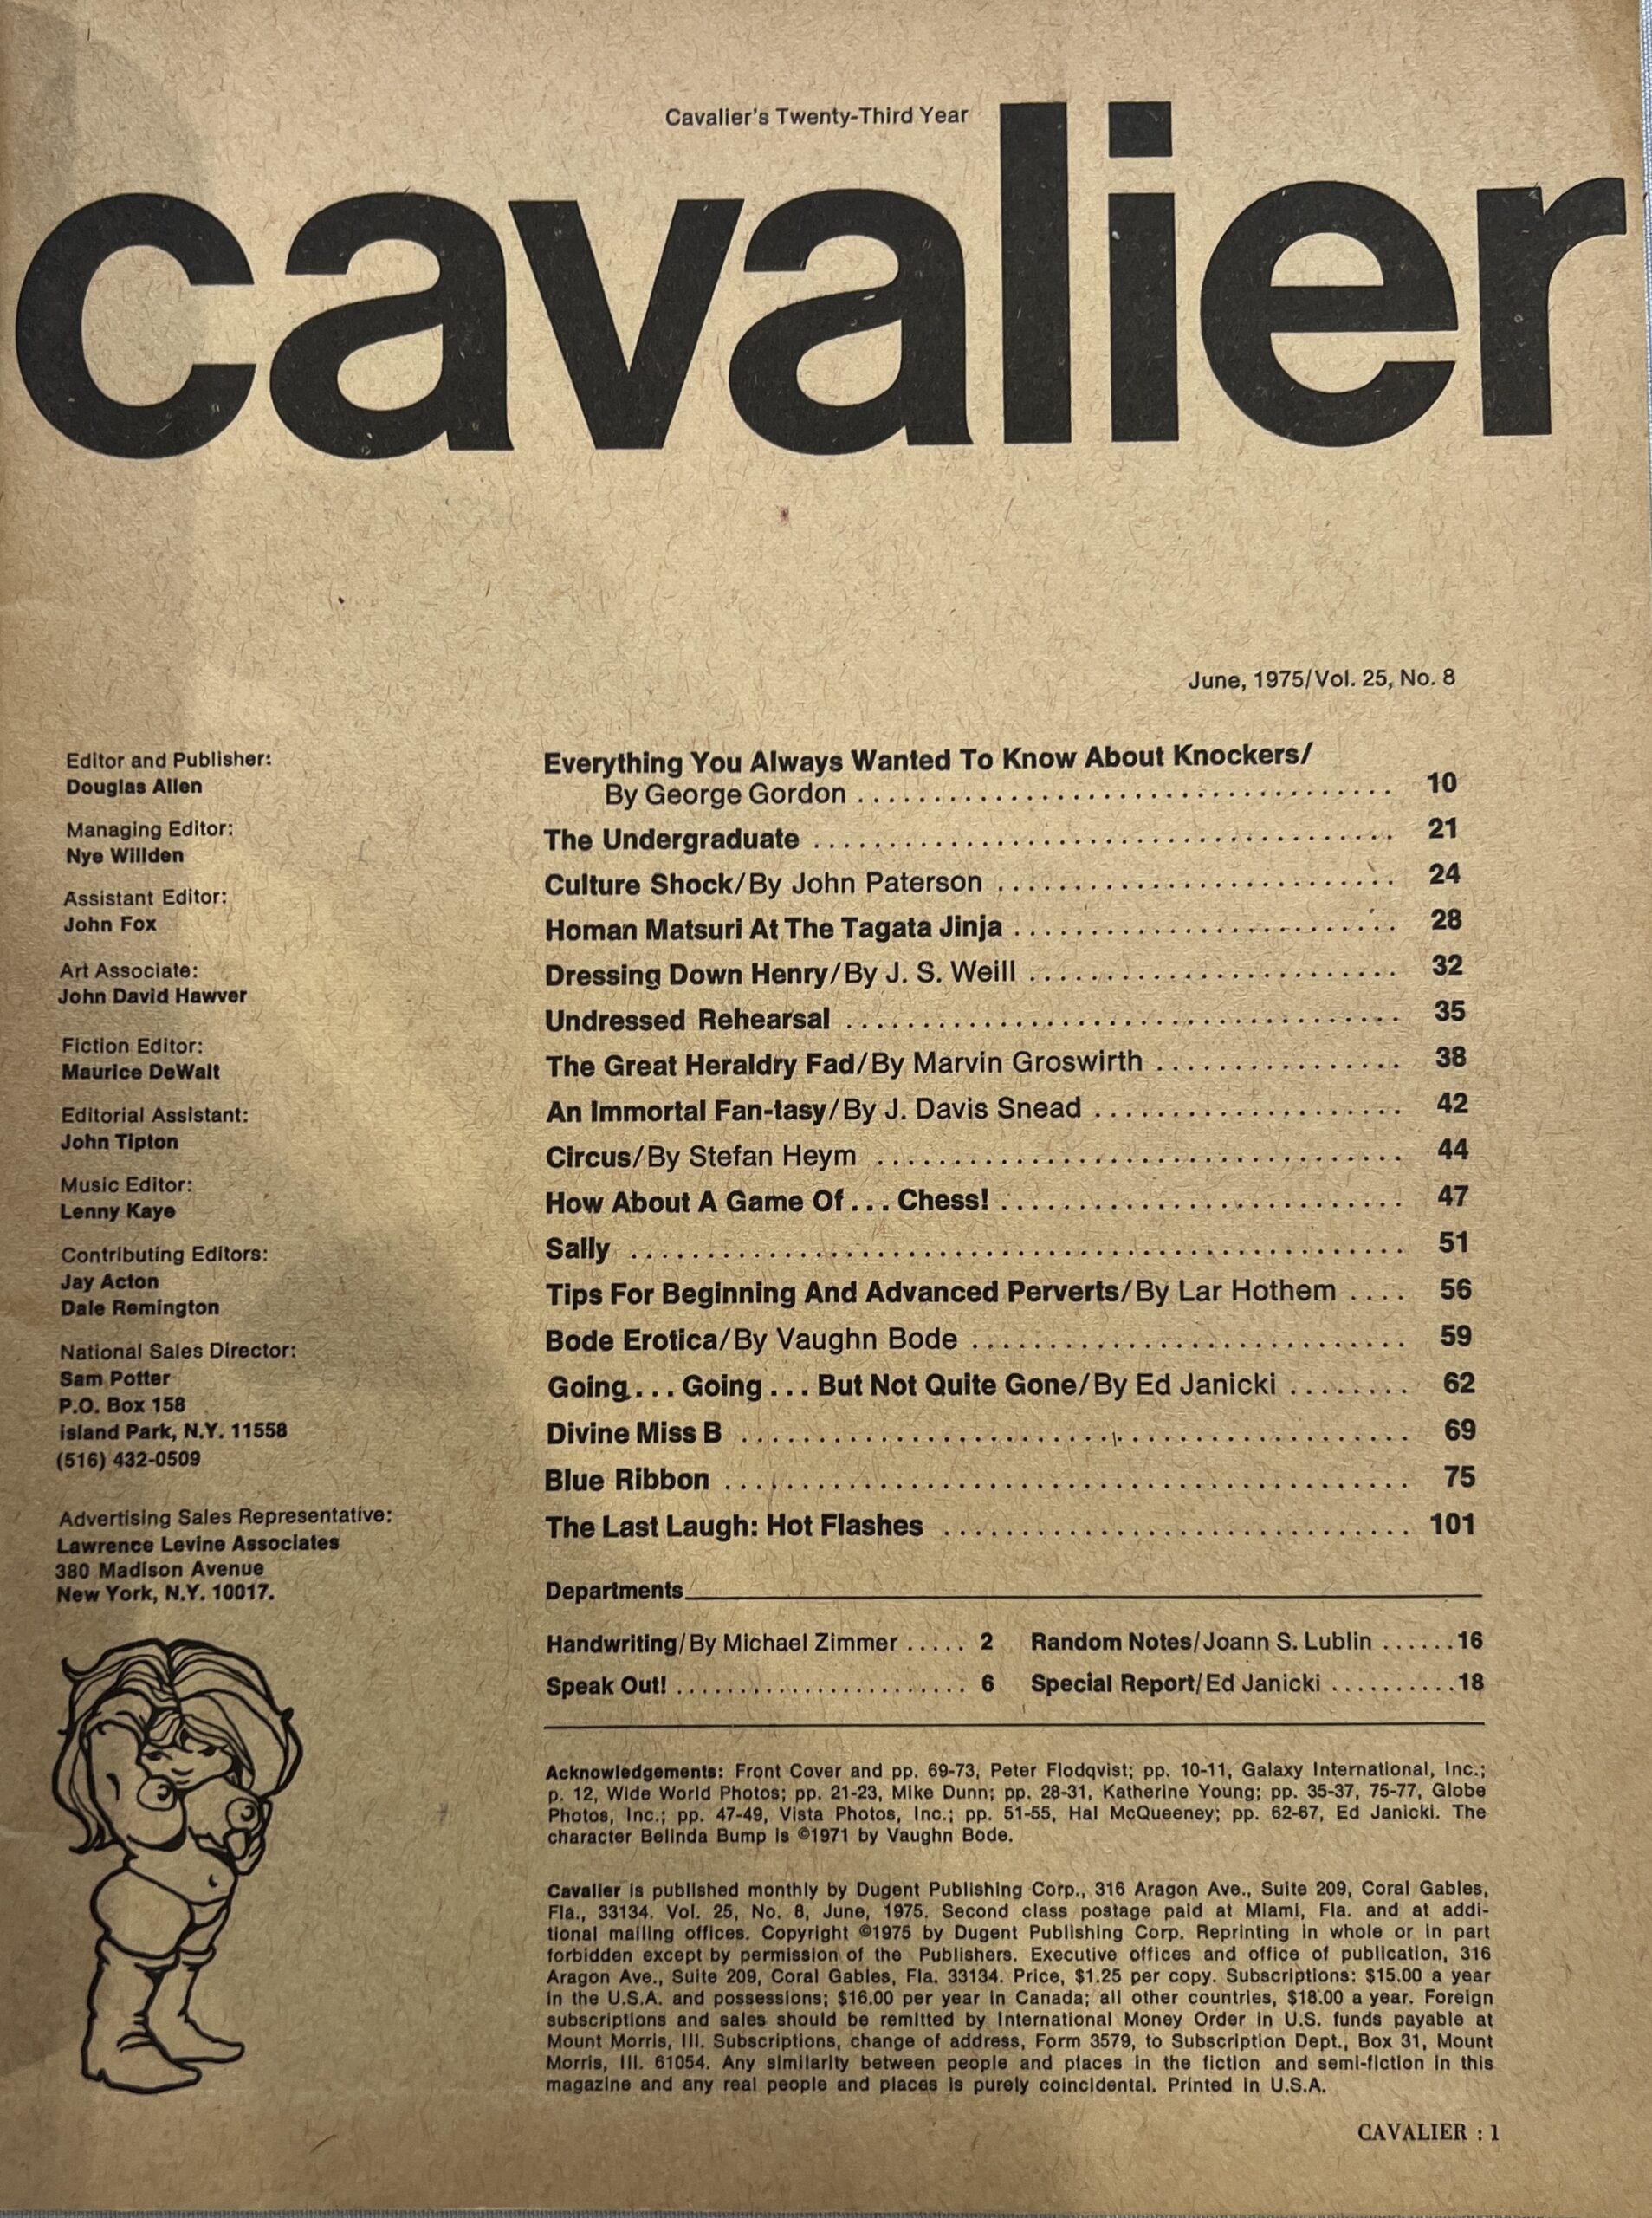 Cavalier's Twenty-Third Year
cavalier
June, 1975/Vol. 25, No. 8
Editor and Publisher:
Douglas Allen
Managing Editor:
Nye Willden
Assistant Editor:
John Fox
Art Associate:
John David Hawver
Fiction Editor:
Maurice DeWalt
Editorial Assistant:
John Tipton
Music Editor:
Lenny Kaye
Contributing Editors:
Jay Acton
Dale Remington
National Sales Director:
Sam Potter
P.O. Box 158
Island Park, N.Y. 11558
(516) 432-0509
Advertising Sales Representative:
Lawrence Levine Associates
380 Madison Avenue
New York, N.Y. 10017.
Everything You Always Wanted To Know About Knockers/
By George Gordon .................................... 10
The Undergraduate ...................................... 21
Culture Shock/By John Paterson .......................... 24
Homan Matsuri At The Tagata Jinja ......................... 28
Dressing Down Henry/By J. S. Weill ........................ 32
Undressed Rehearsal .................................... 35
The Great Heraldry Fad/By Marvin Groswirth ................ 38
An Immortal Fan-tasy/By J. Davis Snead .................... 42
Circus/By Stefan Heym .................................. 44
How About A Game Of... Chess! .......................... 47
Sally .................................................. 51
Tips For Beginning And Advanced Perverts/By Lar Hothem .... 56
Bode Erotica/By Vaughn Bode ............................ 59
Going... Going... But Not Quite Gone/By Ed Janicki ........ 62
Divine Miss B ........................................... 69
Blue Ribbon ............................................ 75
The Last Laugh: Hot Flashes .............................. 101
Departments
Handwriting/By Michael Zimmer ..... 2 Random Notes/Joann S. Lublin ......16
Speak Out! ....................... 6 Special Report/Ed Janicki ..........18
Acknowledgements: Front Cover and pp. 69-73, Peter Flodqvist; pp. 10-11, Galaxy International, Inc.;
p. 12, Wide World Photos; pp. 21-23, Mike Dunn; pp. 28-31, Katherine Young; pp. 35-37, 75-77, Globe
Photos, Inc.; pp. 47-49, Vista Photos, Inc.; pp. 51-55, Hal McQueeney; pp. 62-67, Ed Janicki. The
character Belinda Bump is ©1971 by Vaughn Bode.
Cavalier is published monthly by Dugent Publishing Corp., 316 Aragon Ave., Suite 209, Coral Gables,
Fla., 33134. Vol. 25, No. 8, June, 1975. Second class postage paid at Miami, Fla. and at addi-
tional mailing offices. Copyright ©1975 by Dugent Publishing Corp. Reprinting in whole or in part
forbidden except by permission of the Publishers. Executive offices and office of publication, 316
Aragon Ave., Suite 209, Coral Gables, Fla. 33134. Price, $1.25 per copy. Subscriptions: $15.00 a year
in the U.S.A. and possessions; $16.00 per year in Canada; all other countries, $18.00 a year. Foreign
subscriptions and sales should be remitted by International Money Order in U.S. funds payable at
Mount Morris, Ill. Subscriptions, change of address, Form 3579, to Subscription Dept., Box 31, Mount
Morris, Ill. 61054. Any similarity between people and places in the fiction and semi-fiction in this
magazine and any real people and places is purely coincidental. Printed in U.S.A.
CAVALIER : 1